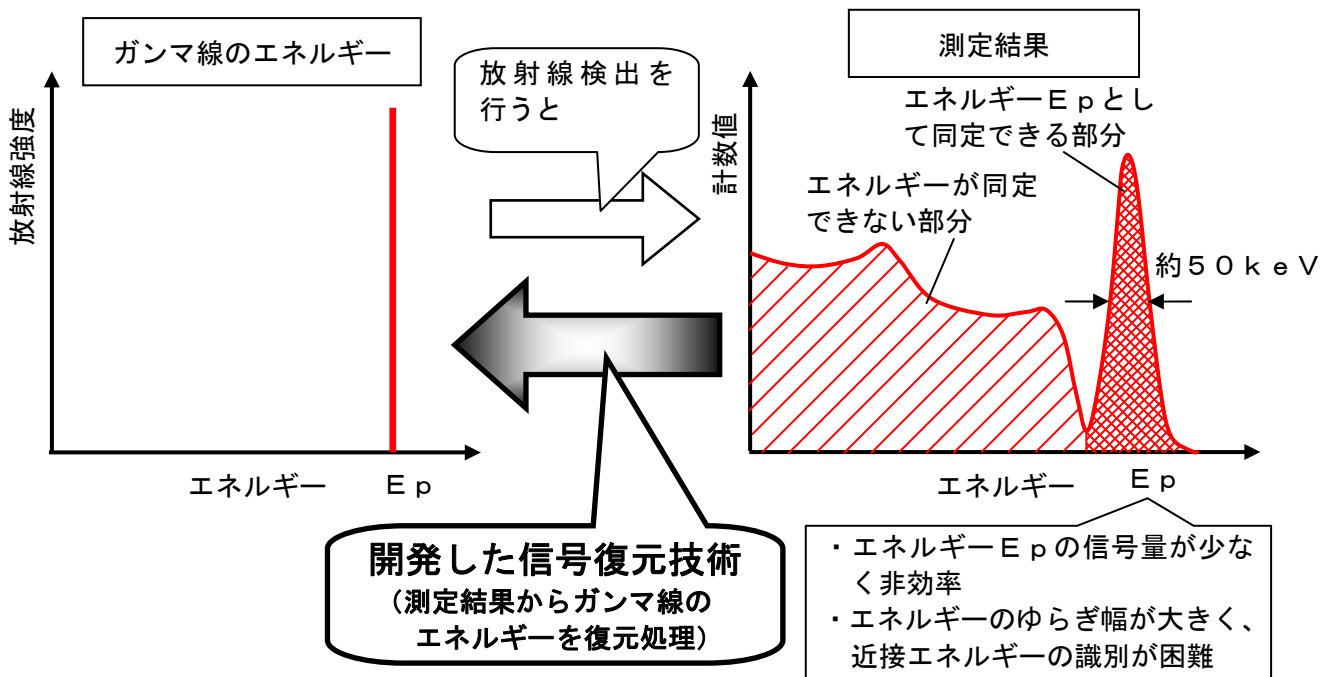 ガンマ線のエネルギー
放射線強度
エネルギー
Ｅｐ
放射線検出を
行うと
開発した信号復元技術
（測定結果からガンマ線の
エネルギーを復元処理）
測定結果
計数値
エネルギーＥｐとし
て同定できる部分
エネルギーが同定
できない部分
約５０ｋｅＶ
エネルギー
Ｅｐ
・エネルギーＥｐの信号量が少な
く非効率
・エネルギーのゆらぎ幅が大きく、
近接エネルギーの識別が困難